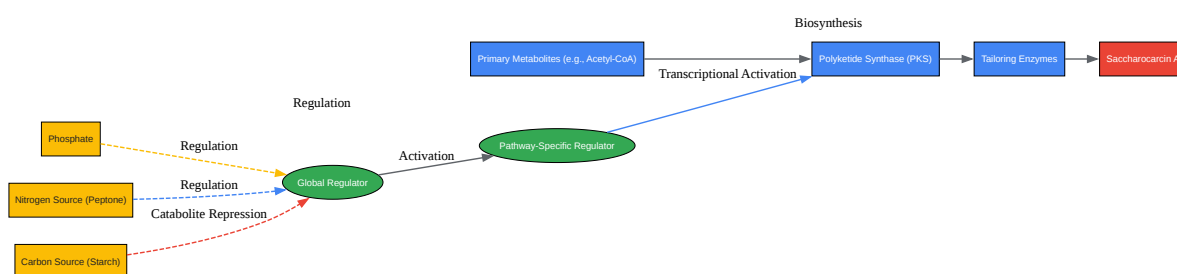 Biosynthesis
Primary Metabolites (e.g., Acetyl-CoA)
Polyketide Synthase (PKS)
Tailoring Enzymes
Saccharocarcin A
Transcriptional Activation
Regulation
Phosphate
Regulation
Pathway-Specific Regulator
Activation
Regulation
Global Regulator
Nitrogen Source (Peptone)
Catabolite Repression
Carbon Source (Starch)